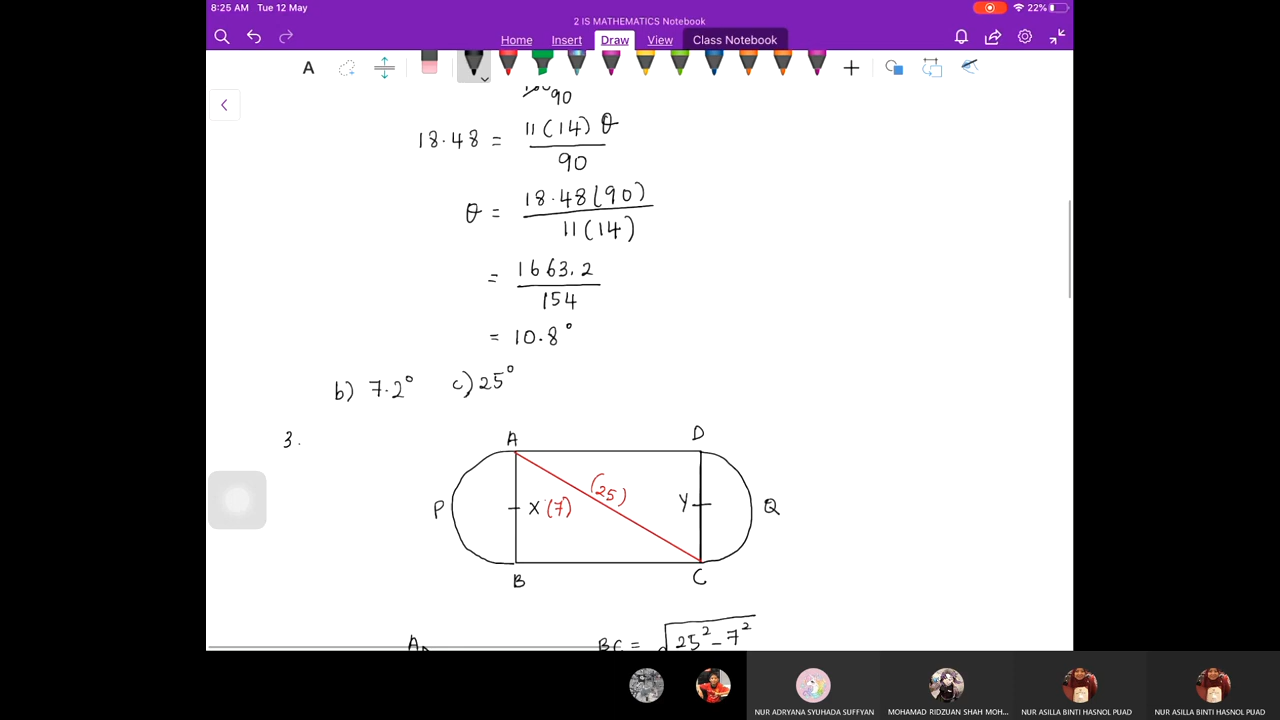 8:25 AM Tue 12 May
22%
2 IS MATHEMATICS Notebook
Home Insert Draw View Class Notebook
A
90
18.48 = 11(14) θ
90
θ = 18.48(90)
11(14)
= 1663.2
154
= 10.8°
b) 7.2° c) 25°
3.
A D
P X (7) (25) Y Q
B C
BC = √25² - 7²
NUR ADRYANA SYUHADA SUFFYAN
MOHAMAD RIDZUAN SHAH MOH...
NUR ASILLA BINTI HASNOL PUAD
NUR ASILLA BINTI HASNOL PUAD